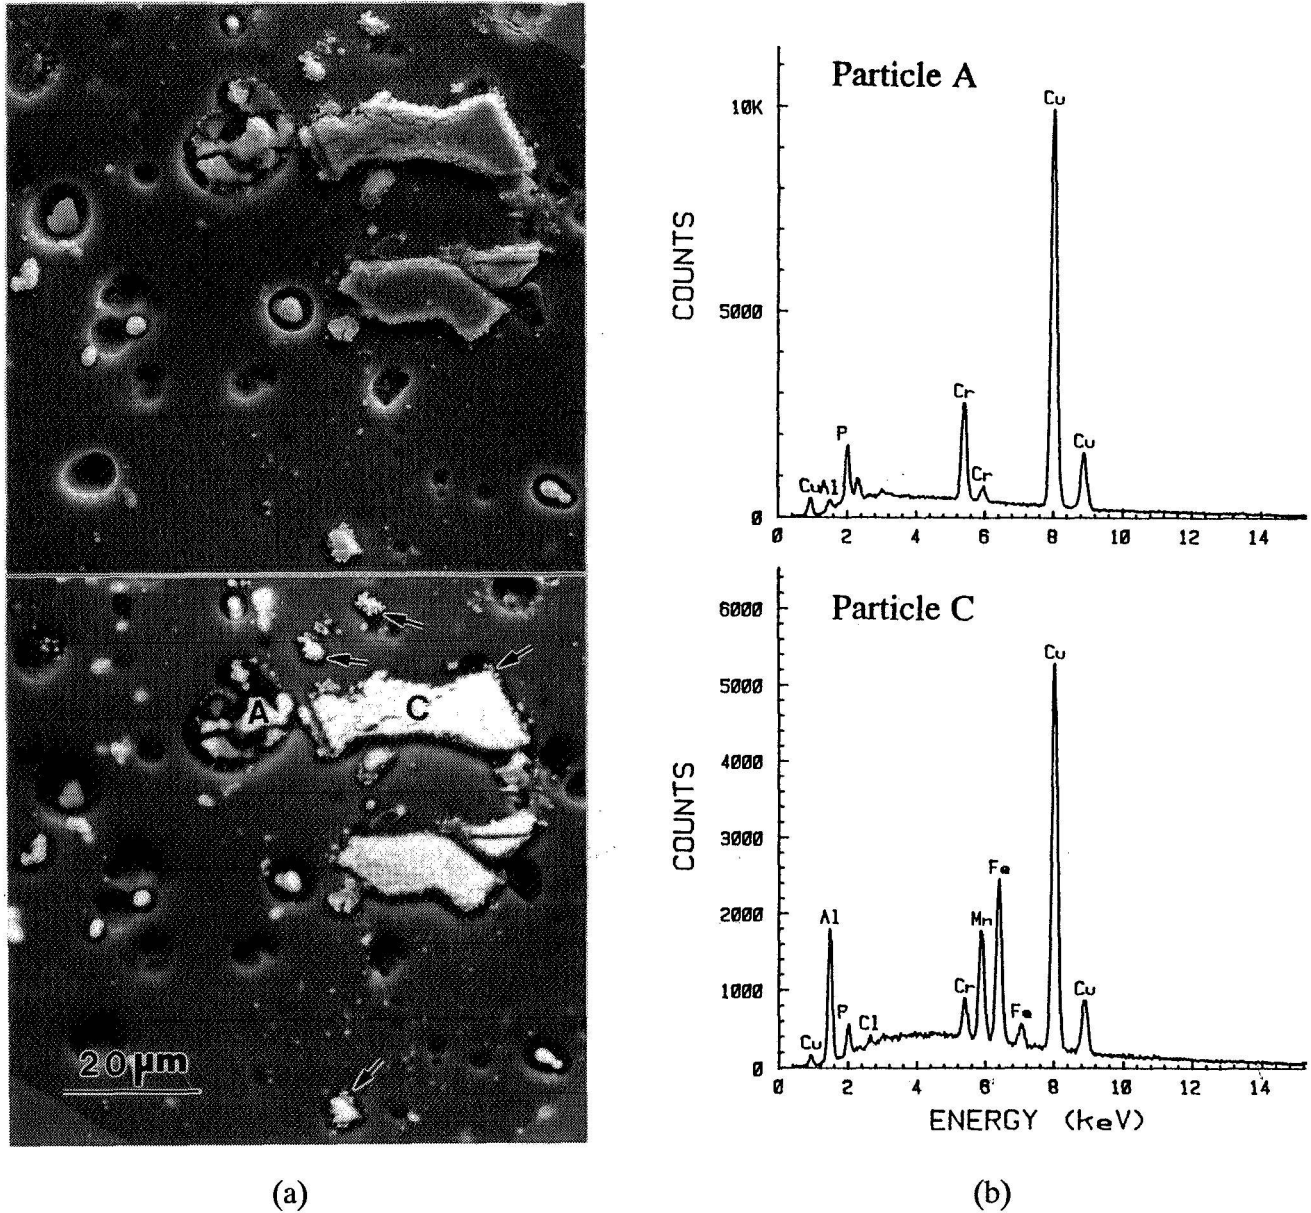 A
C
20 µm
(a)
Particle A
COUNTS
10K
5000
0
Cu
Al
P
Cr
Cr
Cu
Cu
0 2 4 6 8 10 12 14
Particle C
COUNTS
6000
5000
4000
3000
2000
1000
0
Cu
Al
P
Cl
Cr
Mn
Fe
Fe
Cu
Cu
0 2 4 6 8 10 12 14
ENERGY (keV)
(b)